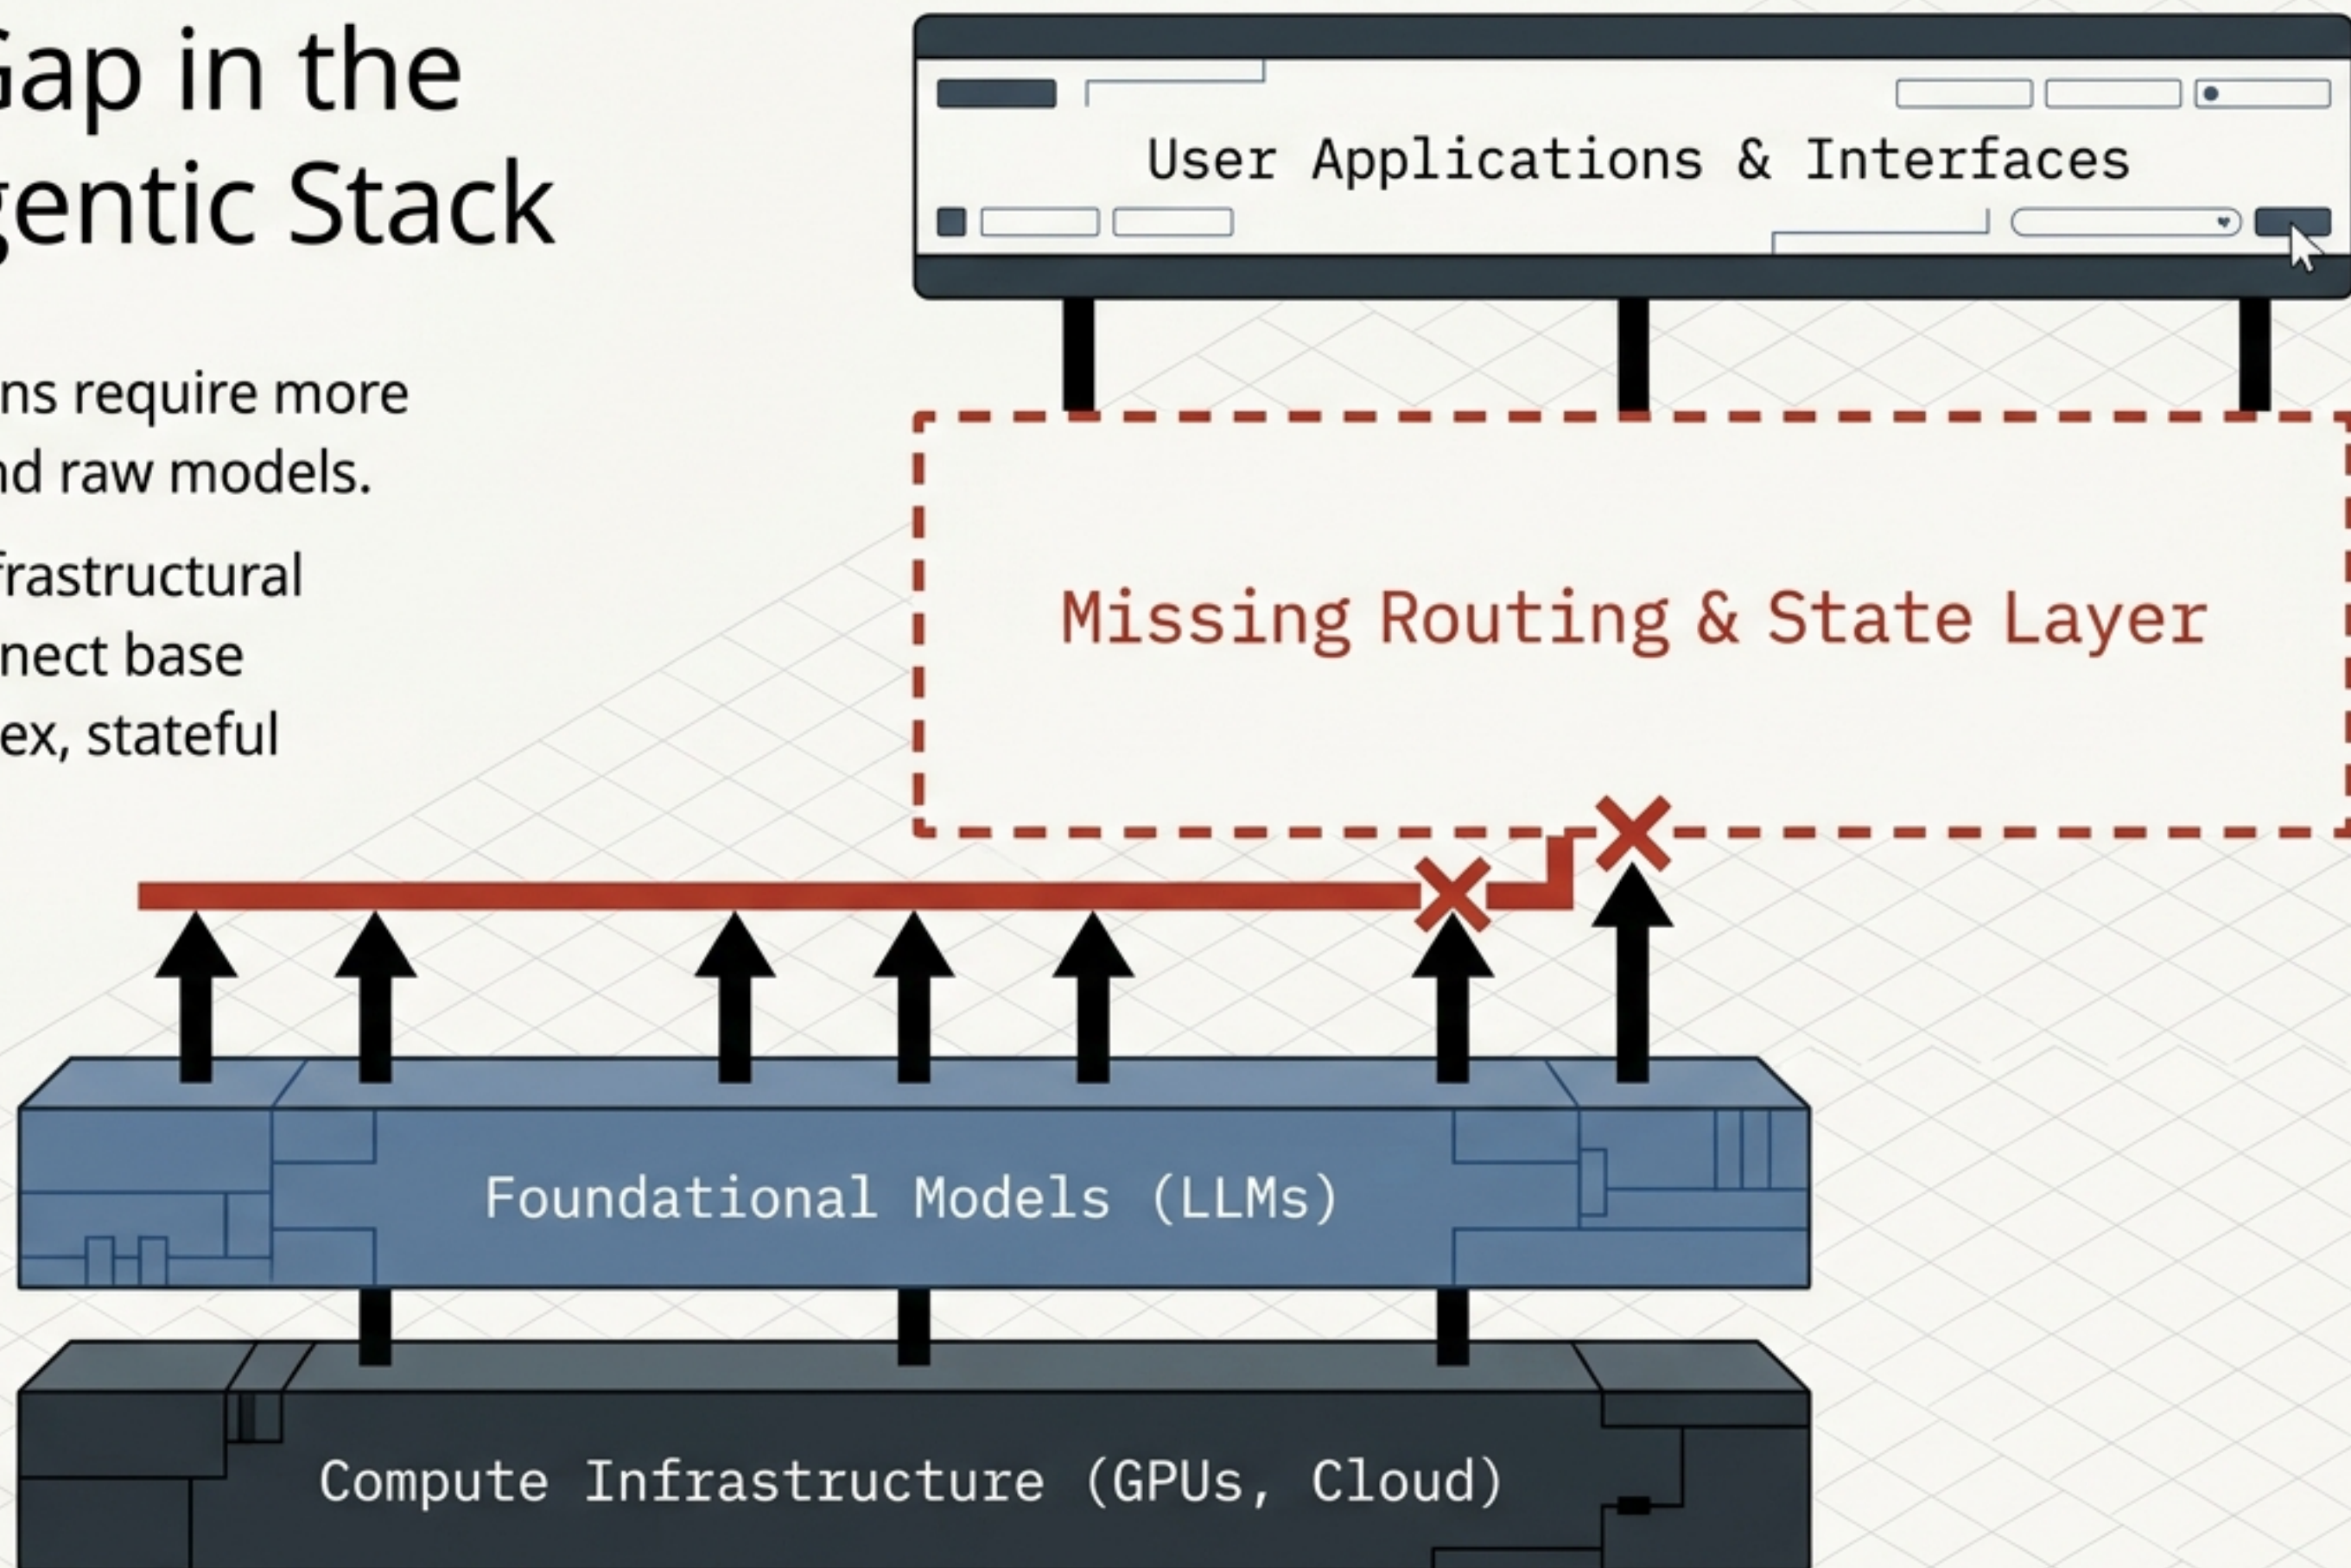 Gap in the
gentic Stack
ns require more
nd raw models.
frastructural
nect base
ex, stateful
User Applications & Interfaces
Missing Routing & State Layer
Foundational Models (LLMs)
Compute Infrastructure (GPUs, Cloud)